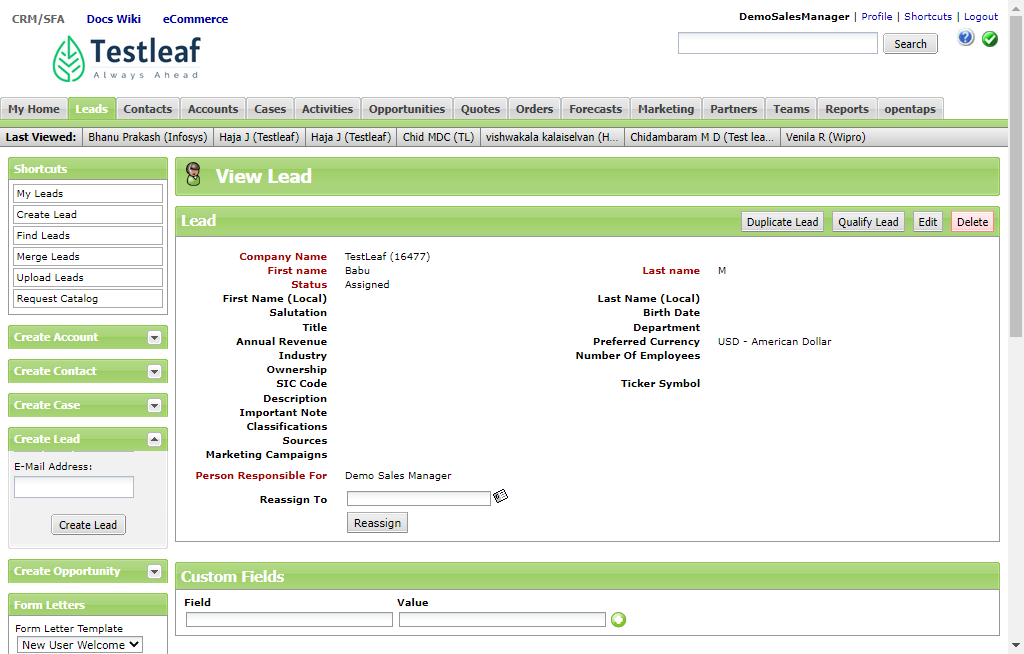 CRM/SFA Docs Wiki eCommerce
DemoSalesManager | Profile | Shortcuts | Logout
Testleaf
Always Ahead
Search
My Home Leads Contacts Accounts Cases Activities Opportunities Quotes Orders Forecasts Marketing Partners Teams Reports opentaps
Last Viewed: Bhanu Prakash (Infosys) Haja J (Testleaf) Haja J (Testleaf) Chid MDC (TL) vishwakala kalaiselvan (H... Chidambaram M D (Test lea... Venila R (Wipro)
Shortcuts
My Leads
Create Lead
Find Leads
Merge Leads
Upload Leads
Request Catalog
Create Account
Create Contact
Create Case
Create Lead
E-Mail Address:
Create Lead
Create Opportunity
Form Letters
Form Letter Template
New User Welcome
View Lead
Lead
Duplicate Lead Qualify Lead Edit Delete
Company Name TestLeaf (16477)
First name Babu Last name M
Status Assigned
First Name (Local) Last Name (Local)
Salutation Birth Date
Title Department
Annual Revenue Preferred Currency USD - American Dollar
Industry Number Of Employees
Ownership
SIC Code Ticker Symbol
Description
Important Note
Classifications
Sources
Marketing Campaigns
Person Responsible For Demo Sales Manager
Reassign To
Reassign
Custom Fields
Field Value